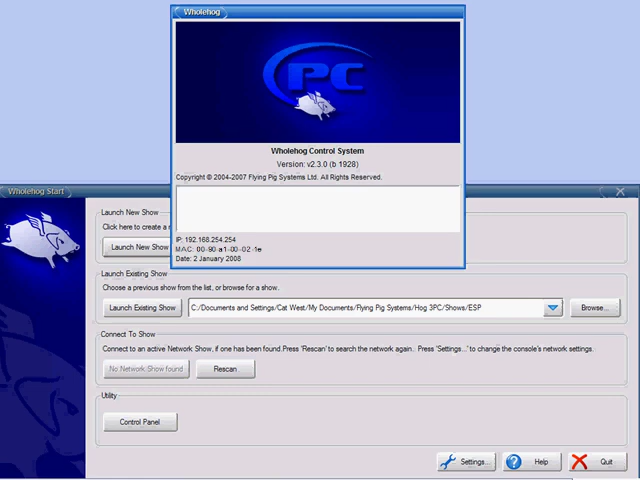 Wholehog
PC
Wholehog Control System
Version: v2.3.0 (b 1928)
Copyright © 2004-2007 Flying Pig Systems Ltd. All Rights Reserved.
IP: 192.168.254.254
MAC: 00-90-a1-00-02-1e
Date: 2 January 2008
Wholehog Start
Launch New Show
Click here to create a
Launch New Show
Launch Existing Show
Choose a previous show from the list, or browse for a show.
Launch Existing Show C:/Documents and Settings/Cat West/My Documents/Flying Pig Systems/Hog 3PC/Shows/ESP Browse...
Connect To Show
Connect to an active Network Show, if one has been found.Press 'Rescan' to search the network again. Press 'Settings...' to change the console's network settings.
No Network Show found Rescan
Utility
Control Panel
Settings... Help Quit